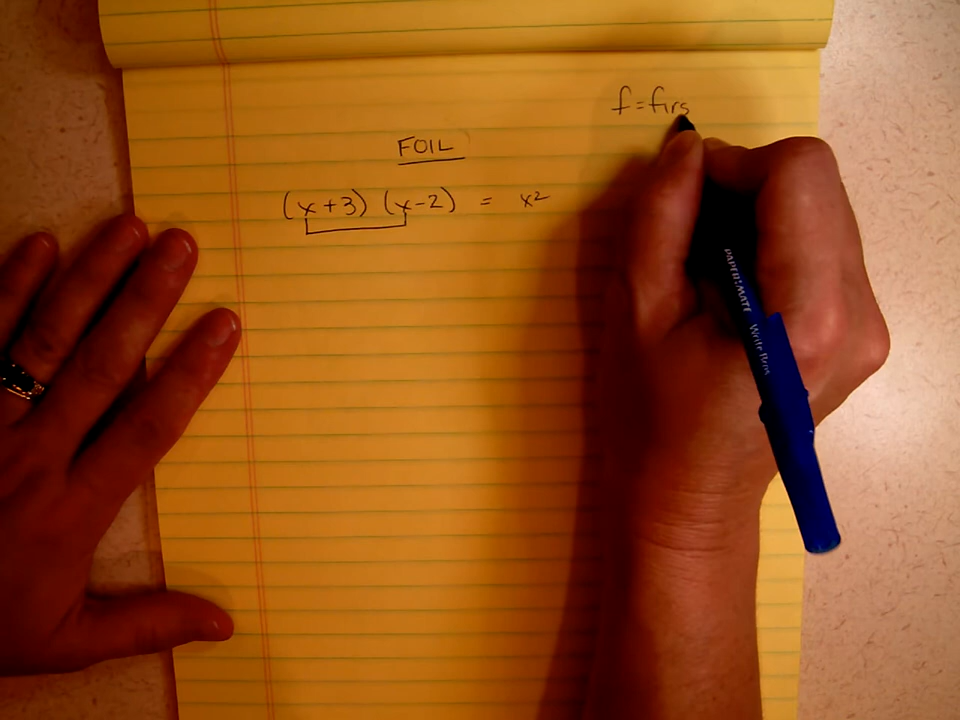 f=firs
FOIL
(x+3) (x-2) = x²
PAPER:MATE Write Bros